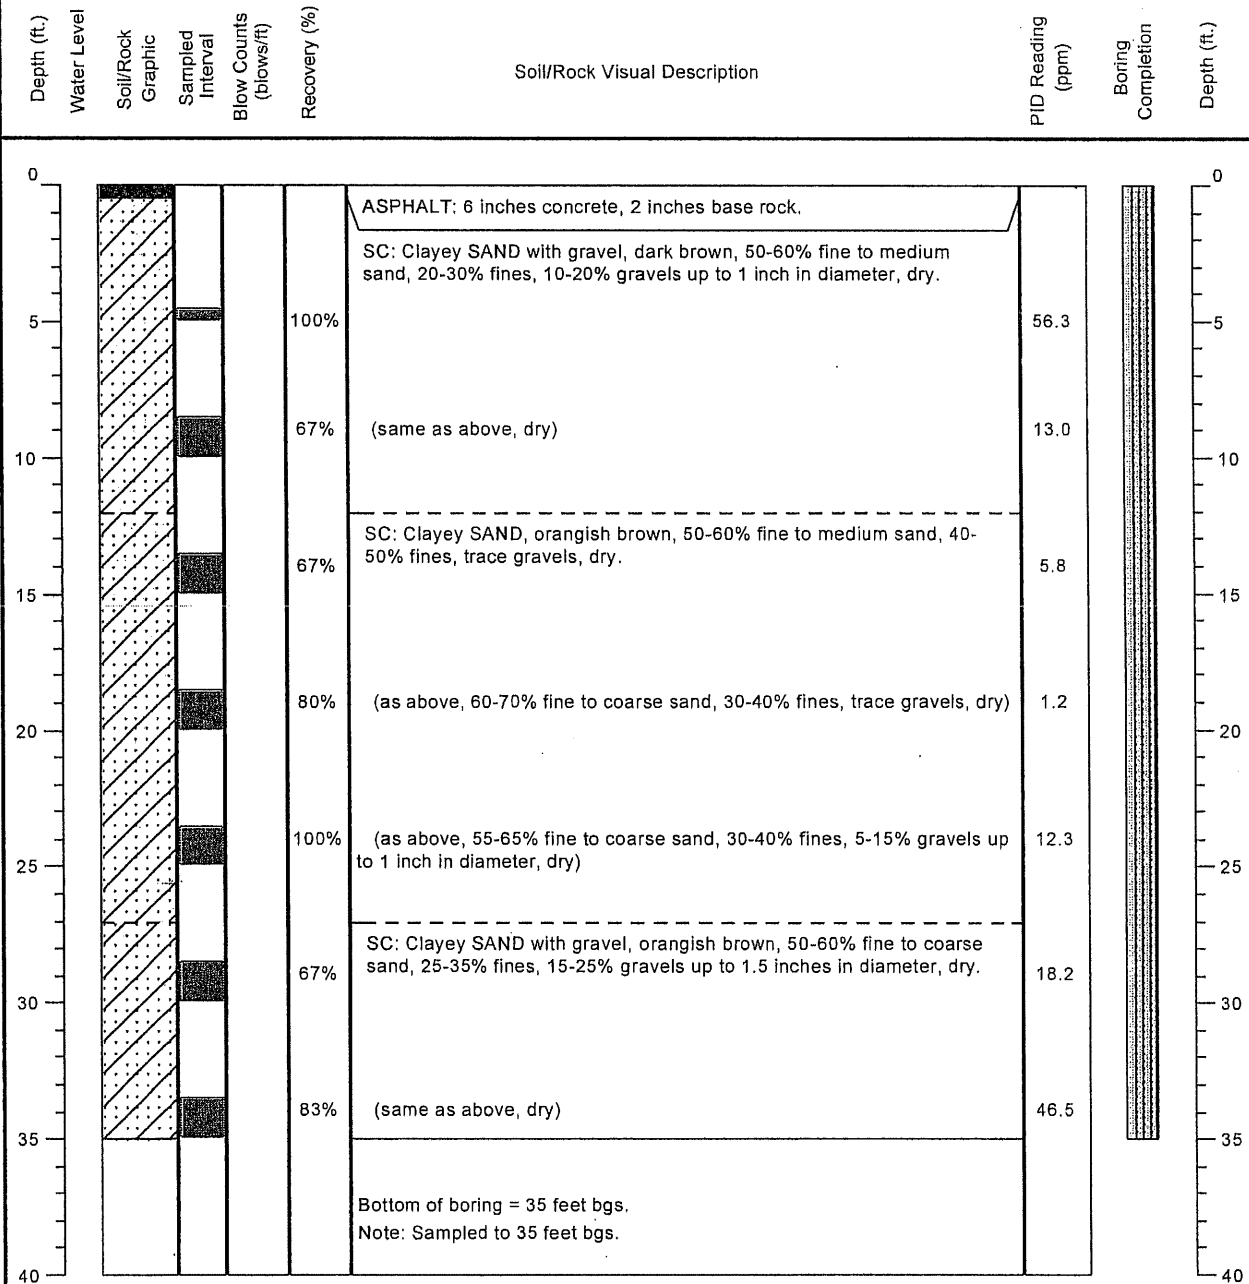 Depth (ft.)
Water Level
Soil/Rock
Graphic
Sampled
Interval
Blow Counts
(blows/ft)
Recovery (%)
Soil/Rock Visual Description
PID Reading
(ppm)
Boring
Completion
Depth (ft.)
0
0
ASPHALT: 6 inches concrete, 2 inches base rock.
SC: Clayey SAND with gravel, dark brown, 50-60% fine to medium
sand, 20-30% fines, 10-20% gravels up to 1 inch in diameter, dry.
5
100%
56.3
5
67%
(same as above, dry)
13.0
10
10
SC: Clayey SAND, orangish brown, 50-60% fine to medium sand, 40-
50% fines, trace gravels, dry.
67%
5.8
15
15
80%
(as above, 60-70% fine to coarse sand, 30-40% fines, trace gravels, dry)
1.2
20
20
100%
(as above, 55-65% fine to coarse sand, 30-40% fines, 5-15% gravels up
to 1 inch in diameter, dry)
12.3
25
25
SC: Clayey SAND with gravel, orangish brown, 50-60% fine to coarse
sand, 25-35% fines, 15-25% gravels up to 1.5 inches in diameter, dry.
67%
18.2
30
30
83%
(same as above, dry)
46.5
35
35
Bottom of boring = 35 feet bgs.
Note: Sampled to 35 feet bgs.
40
40